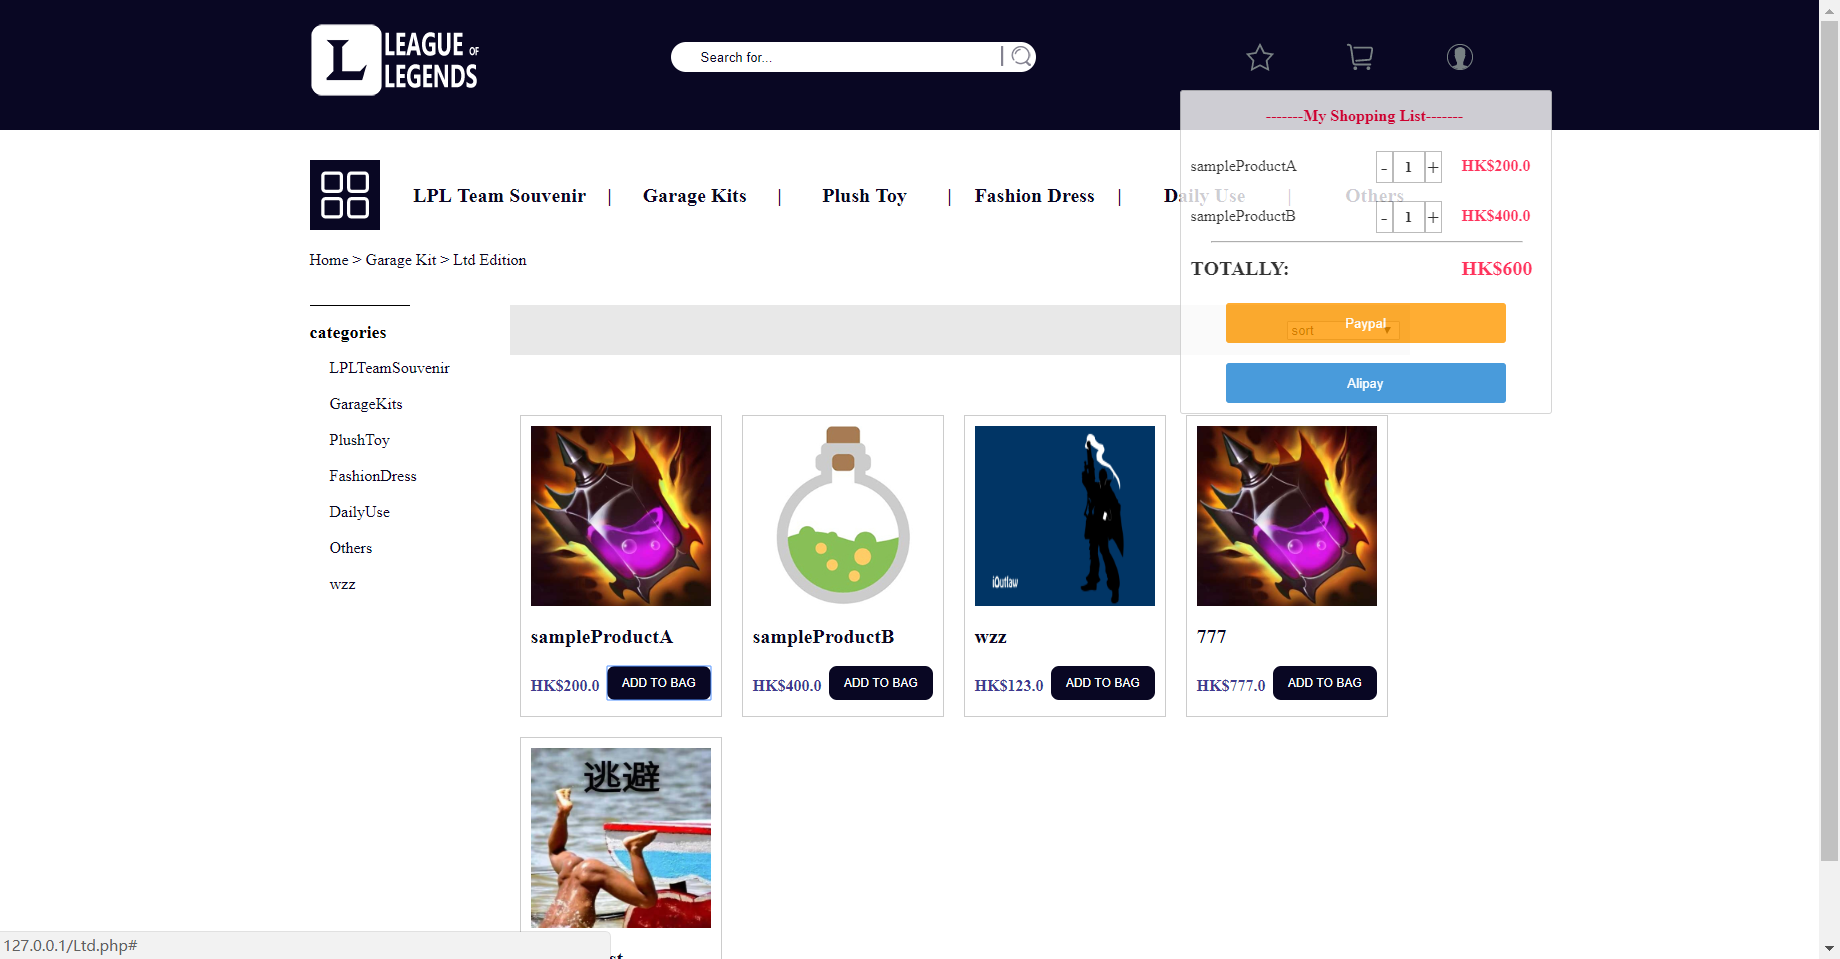 LEAGUE OF
LEGENDS
L
Search for...
-------My Shopping List-------
sampleProductA - 1 + HK$200.0
sampleProductB - 1 + HK$400.0
TOTALLY: HK$600
Paypal
Alipay
LPL Team Souvenir | Garage Kits | Plush Toy | Fashion Dress | Daily Use | Others
Home > Garage Kit > Ltd Edition
sort ▼
categories
LPLTeamSouvenir
GarageKits
PlushToy
FashionDress
DailyUse
Others
wzz
iOutlaw
sampleProductA
HK$200.0 ADD TO BAG
sampleProductB
HK$400.0 ADD TO BAG
wzz
HK$123.0 ADD TO BAG
777
HK$777.0 ADD TO BAG
逃避
127.0.0.1/Ltd.php#